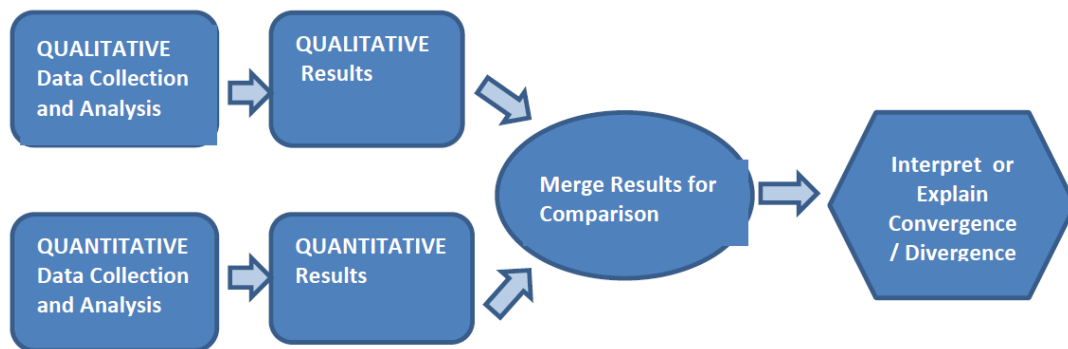 QUALITATIVE
Data Collection
and Analysis
QUALITATIVE
Results
Merge Results for
Comparison
Interpret or
Explain
Convergence
/ Divergence
QUANTITATIVE
Data Collection
and Analysis
QUANTITATIVE
Results